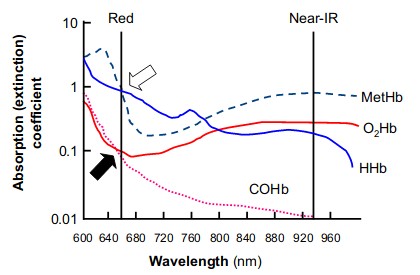 Red
Near-IR
Absorption (extinction)
coefficient
10
1
0.1
0.01
MetHb
O2Hb
HHb
COHb
600 640 680 720 760 800 840 880 920 960
Wavelength (nm)